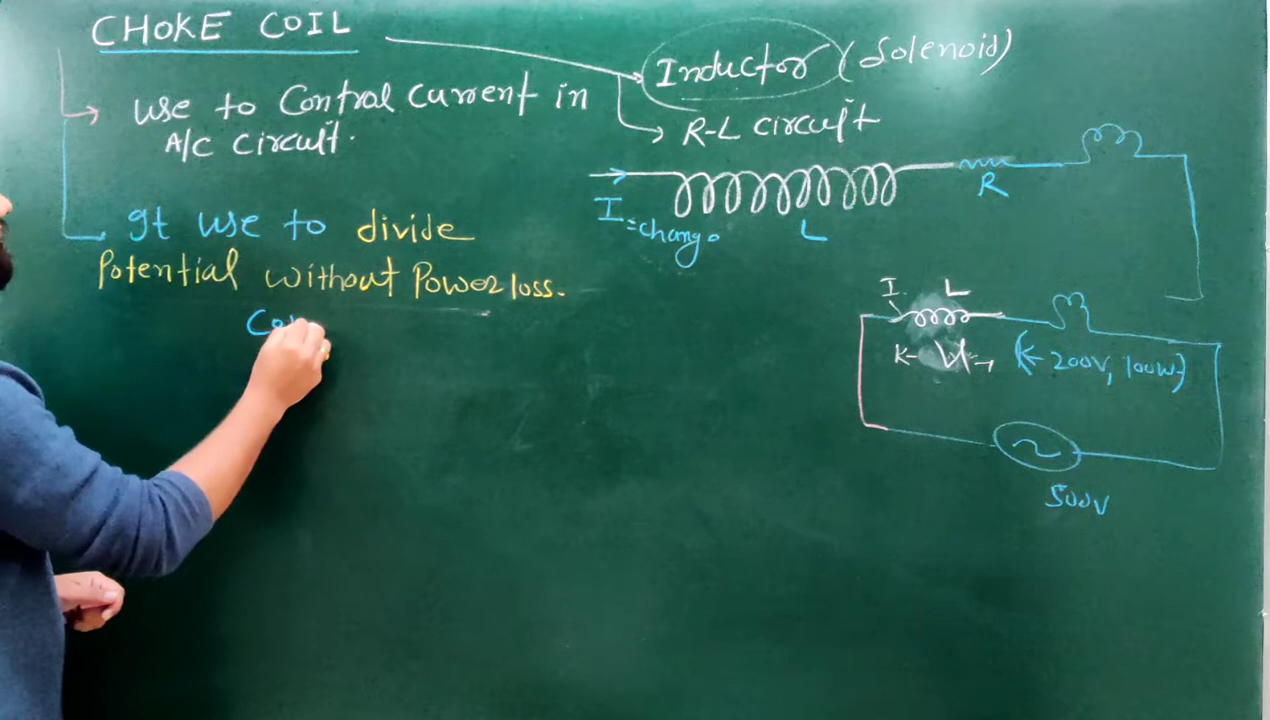 CHOKE COIL
Inductor (Solenoid)
use to Control Current in
A/C Circuit.
R-L circuit
R
I
=change
L
It use to divide
Potential without Power loss.
I L
V
(200V, 100W)
500V